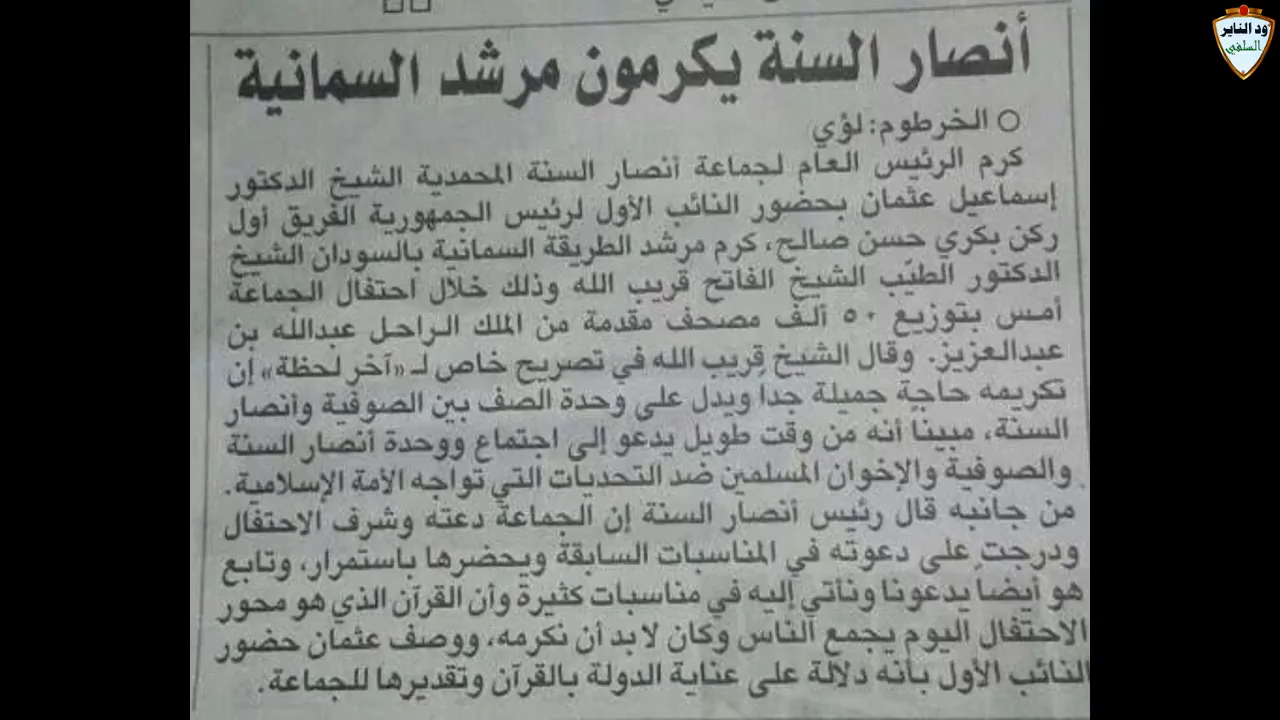 أنصار السنة يكرمون مرشد السمانية
ود الناير
السلفي
○ الخرطوم: لؤي
كرم الرئيس العام لجماعة أنصار السنة المحمدية الشيخ الدكتور
إسماعيل عثمان بحضور النائب الأول لرئيس الجمهورية الفريق أول
ركن بكري حسن صالح، كرم مرشد الطريقة السمانية بالسودان الشيخ
الدكتور الطيّب الشيخ الفاتح قريب الله وذلك خلال احتفال الجماعة
أمس بتوزيع ٥٠ ألف مصحف مقدمة من الملك الراحل عبدالله بن
عبدالعزيز. وقال الشيخ قريب الله في تصريح خاص لـ «آخر لحظة» إن
تكريمه حاجة جميلة جداً ويدل على وحدة الصف بين الصوفية وأنصار
السنة، مبيناً أنه من وقت طويل يدعو إلى اجتماع ووحدة أنصار السنة
والصوفية والإخوان المسلمين ضد التحديات التي تواجه الأمة الإسلامية.
من جانبه قال رئيس أنصار السنة إن الجماعة دعته وشرف الاحتفال
ودرجت على دعوته في المناسبات السابقة ويحضرها باستمرار، وتابع
هو أيضاً يدعونا ونأتي إليه في مناسبات كثيرة وأن القرآن الذي هو محور
الاحتفال اليوم يجمع الناس وكان لابد أن نكرمه، ووصف عثمان حضور
النائب الأول بأنه دلالة على عناية الدولة بالقرآن وتقديرها للجماعة.